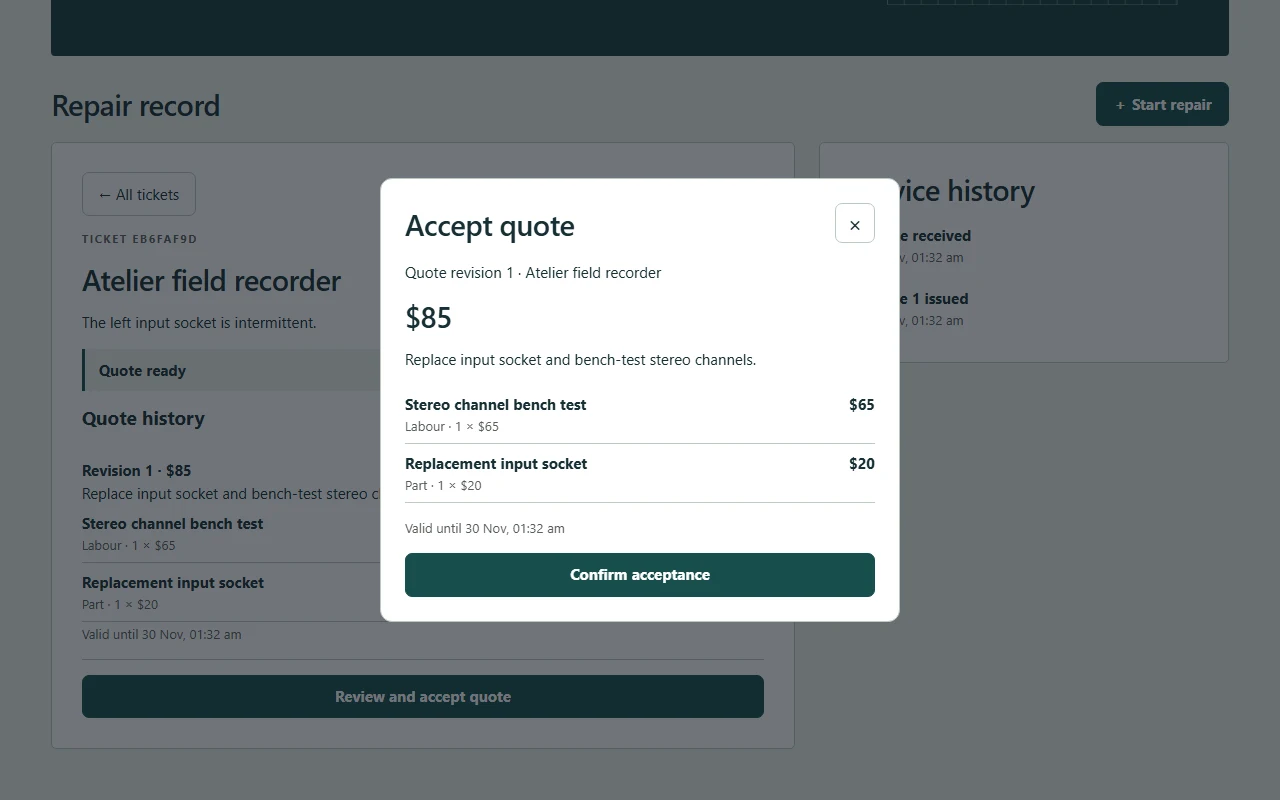 Repair record
+ Start repair
← All tickets
TICKET EB6FAF9D
Atelier field recorder
The left input socket is intermittent.
Quote ready
Quote history
Revision 1 · $85
Replace input socket and bench-test stereo
Stereo channel bench test
Labour · 1 × $65
Replacement input socket
Part · 1 × $20
Valid until 30 Nov, 01:32 am
Review and accept quote
Accept quote
×
Quote revision 1 · Atelier field recorder
$85
Replace input socket and bench-test stereo channels.
Stereo channel bench test $65
Labour · 1 × $65
Replacement input socket $20
Part · 1 × $20
Valid until 30 Nov, 01:32 am
Confirm acceptance
history
received
01:32 am
1 issued
01:32 am